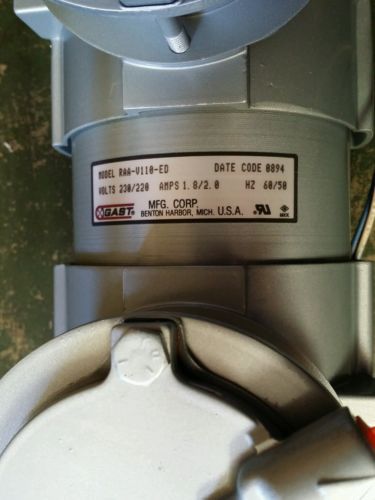 MODEL RAA-V110-ED DATE CODE 0894
VOLTS 230/220 AMPS 1.8/2.0 HZ 60/50
GAST® MFG. CORP.
BENTON HARBOR, MICH. U.S.A.